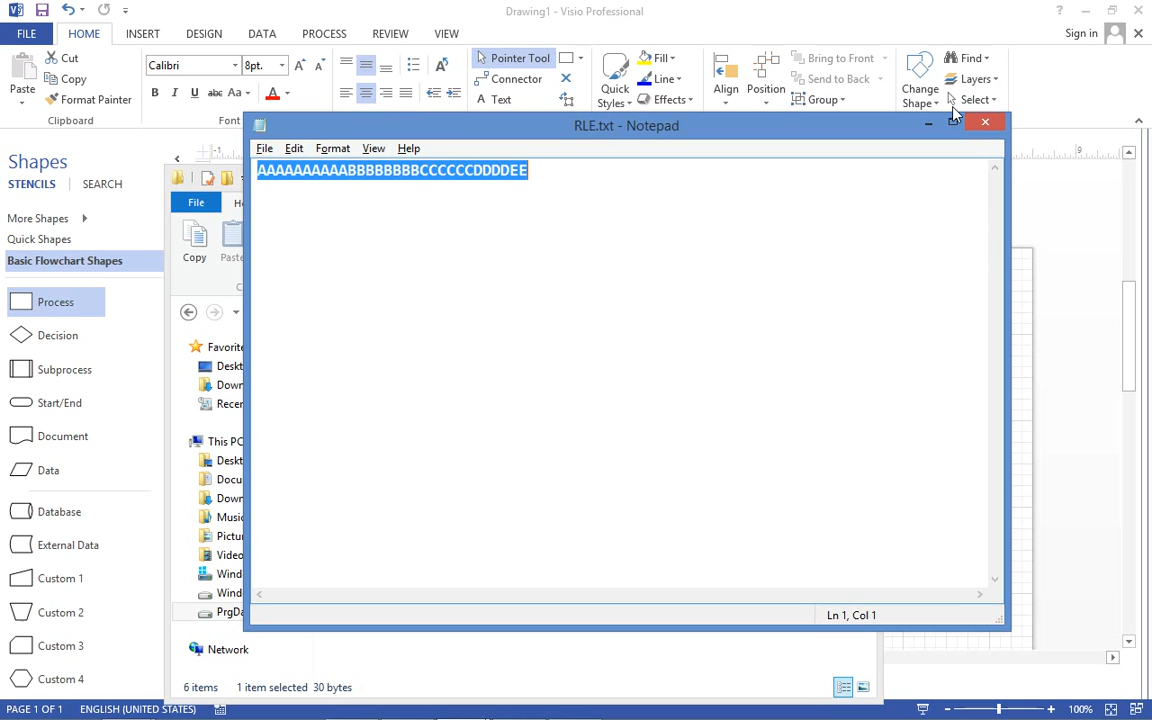 Drawing1 - Visio Professional
FILE HOME INSERT DESIGN DATA PROCESS REVIEW VIEW Sign in
Paste
Cut
Copy
Format Painter
Clipboard
Calibri 8pt.
B I U abc Aa A
Font
Pointer Tool
Connector
A Text
Quick Styles
Fill
Line
Effects
Align Position
Bring to Front
Send to Back
Group
Change Shape
Find
Layers
Select
RLE.txt - Notepad
File Edit Format View Help
AAAAAAAAAABBBBBBBBCCCCCCDDDDEE
Ln 1, Col 1
Shapes
STENCILS SEARCH
More Shapes
Quick Shapes
Basic Flowchart Shapes
Process
Decision
Subprocess
Start/End
Document
Data
Database
External Data
Custom 1
Custom 2
Custom 3
Custom 4
-1
9
File
Copy
Network
6 items 1 item selected 30 bytes
PAGE 1 OF 1 ENGLISH (UNITED STATES) 100%